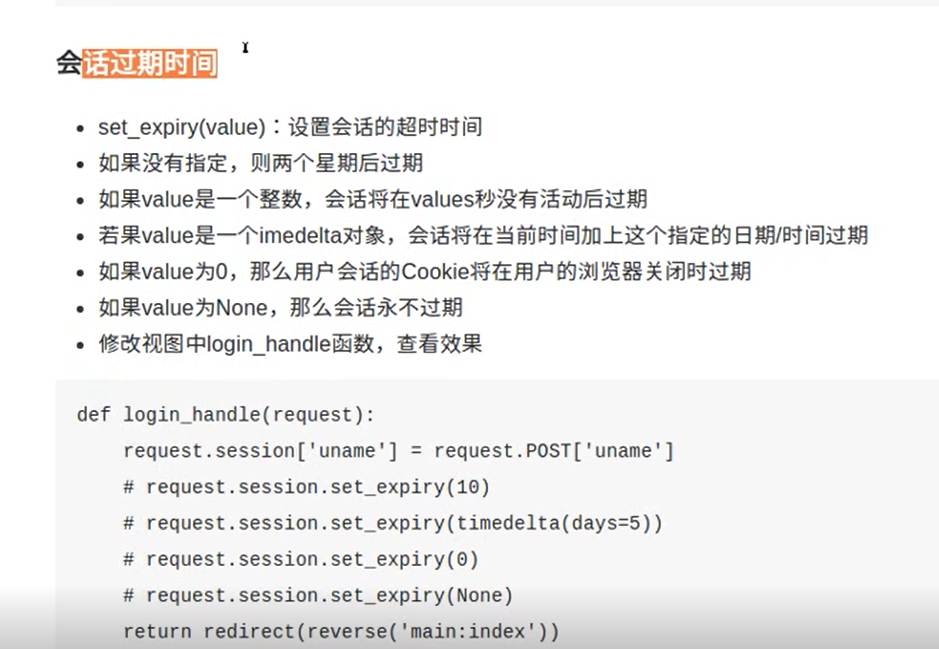 会话过期时间
set_expiry(value)：设置会话的超时时间
如果没有指定，则两个星期后过期
如果value是一个整数，会话将在values秒没有活动后过期
若果value是一个imedelta对象，会话将在当前时间加上这个指定的日期/时间过期
如果value为0，那么用户会话的Cookie将在用户的浏览器关闭时过期
如果value为None，那么会话永不过期
修改视图中login_handle函数，查看效果
def login_handle(request):
    request.session['uname'] = request.POST['uname']
    # request.session.set_expiry(10)
    # request.session.set_expiry(timedelta(days=5))
    # request.session.set_expiry(0)
    # request.session.set_expiry(None)
    return redirect(reverse('main:index'))